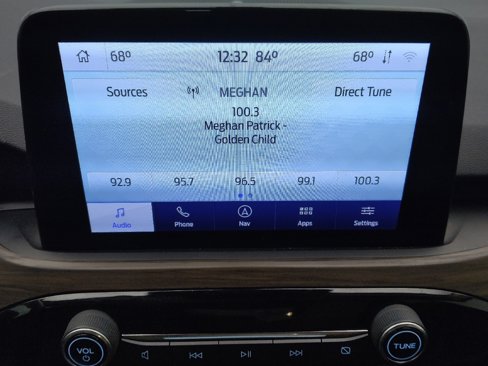 68° 12:32 84° 68°
Sources MEGHAN Direct Tune
100.3
Meghan Patrick -
Golden Child
92.9 95.7 96.5 99.1 100.3
Audio Phone Nav Apps Settings
VOL TUNE